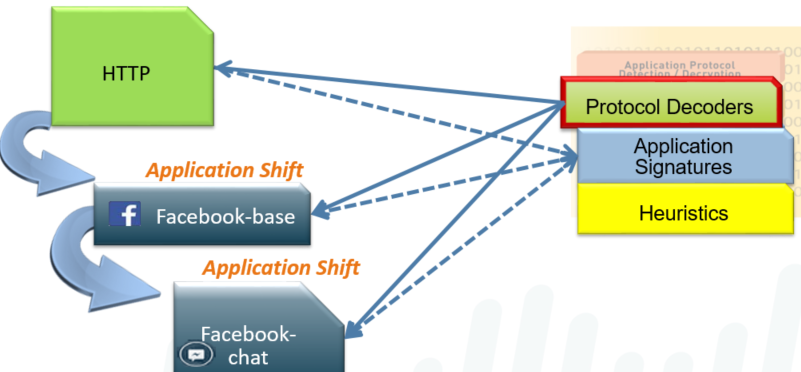 HTTP
Application Shift
f Facebook-base
Application Shift
Facebook-
chat
Application Protocol
Detection / Decryption
Protocol Decoders
Application
Signatures
Heuristics